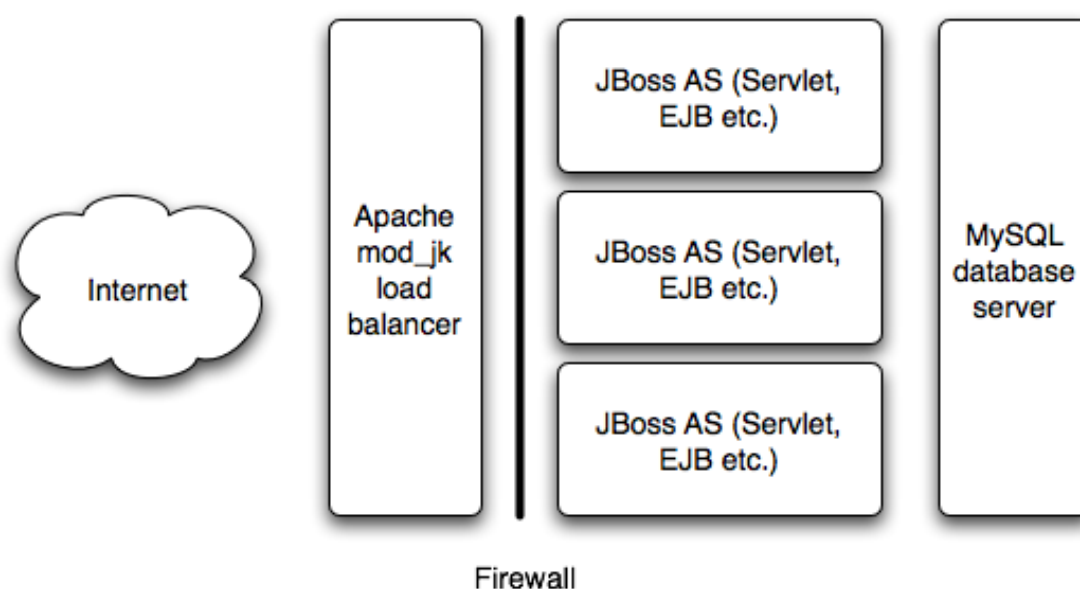 Internet
Apache
mod_jk
load
balancer
JBoss AS (Servlet,
EJB etc.)
JBoss AS (Servlet,
EJB etc.)
JBoss AS (Servlet,
EJB etc.)
MySQL
database
server
Firewall